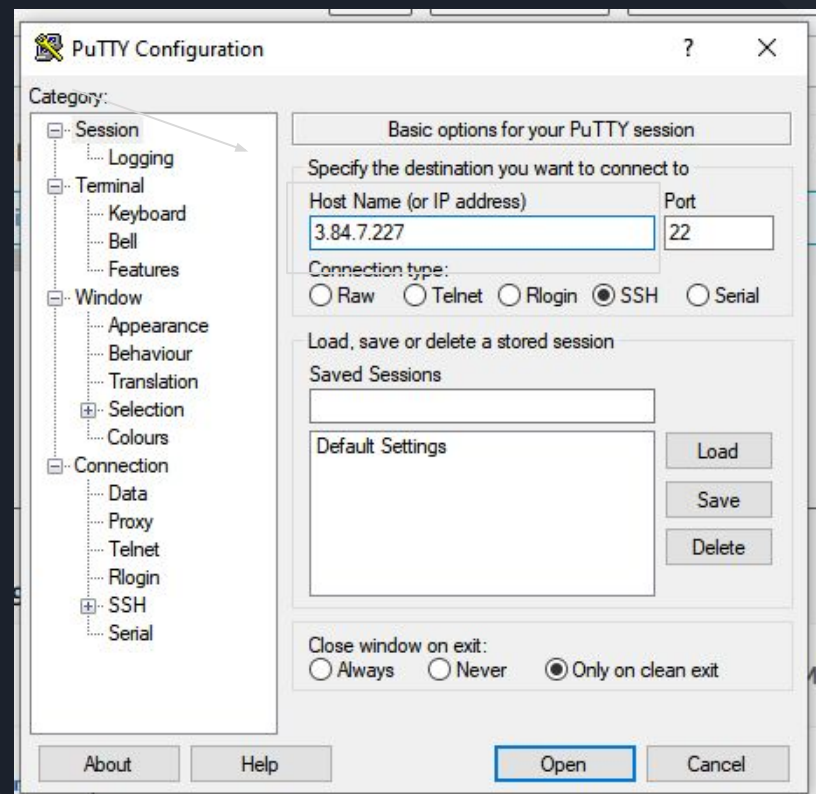 PuTTY Configuration
?
Category:
Session
Logging
Terminal
Keyboard
Bell
Features
Window
Appearance
Behaviour
Translation
Selection
Colours
Connection
Data
Proxy
Telnet
Rlogin
SSH
Serial
Basic options for your PuTTY session
Specify the destination you want to connect to
Host Name (or IP address) Port
3.84.7.227 22
Connection type:
Raw Telnet Rlogin SSH Serial
Load, save or delete a stored session
Saved Sessions
Default Settings
Load
Save
Delete
Close window on exit:
Always Never Only on clean exit
About Help Open Cancel